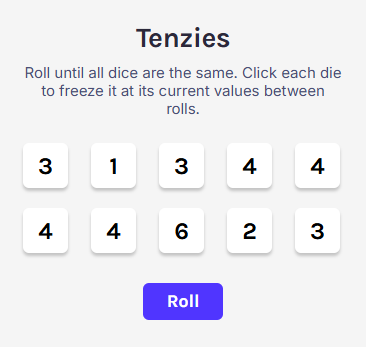 Tenzies
Roll until all dice are the same. Click each die
to freeze it at its current values between
rolls.
3 1 3 4 4
4 4 6 2 3
Roll